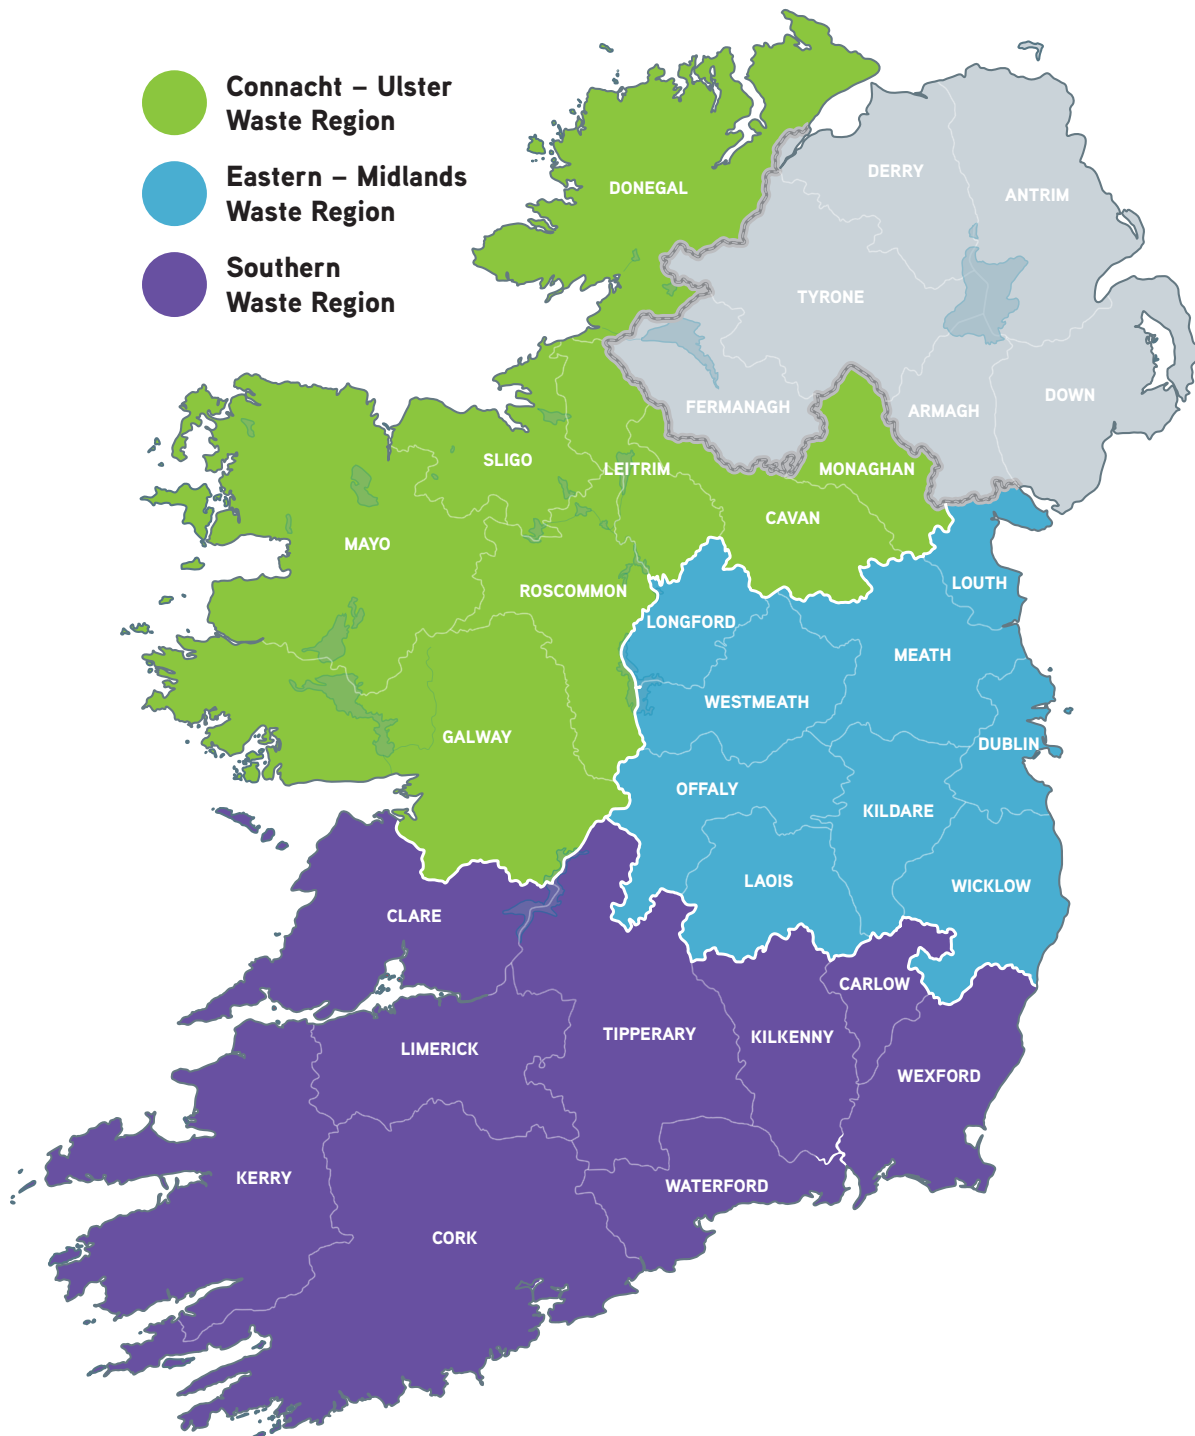 Connacht – Ulster
Waste Region
Eastern – Midlands
Waste Region
Southern
Waste Region
DERRY
DONEGAL
ANTRIM
TYRONE
DOWN
FERMANAGH
ARMAGH
SLIGO
LEITRIM
MONAGHAN
CAVAN
MAYO
LOUTH
ROSCOMMON
LONGFORD
MEATH
WESTMEATH
GALWAY
DUBLIN
OFFALY
KILDARE
LAOIS
WICKLOW
CLARE
CARLOW
TIPPERARY
KILKENNY
LIMERICK
WEXFORD
KERRY
WATERFORD
CORK